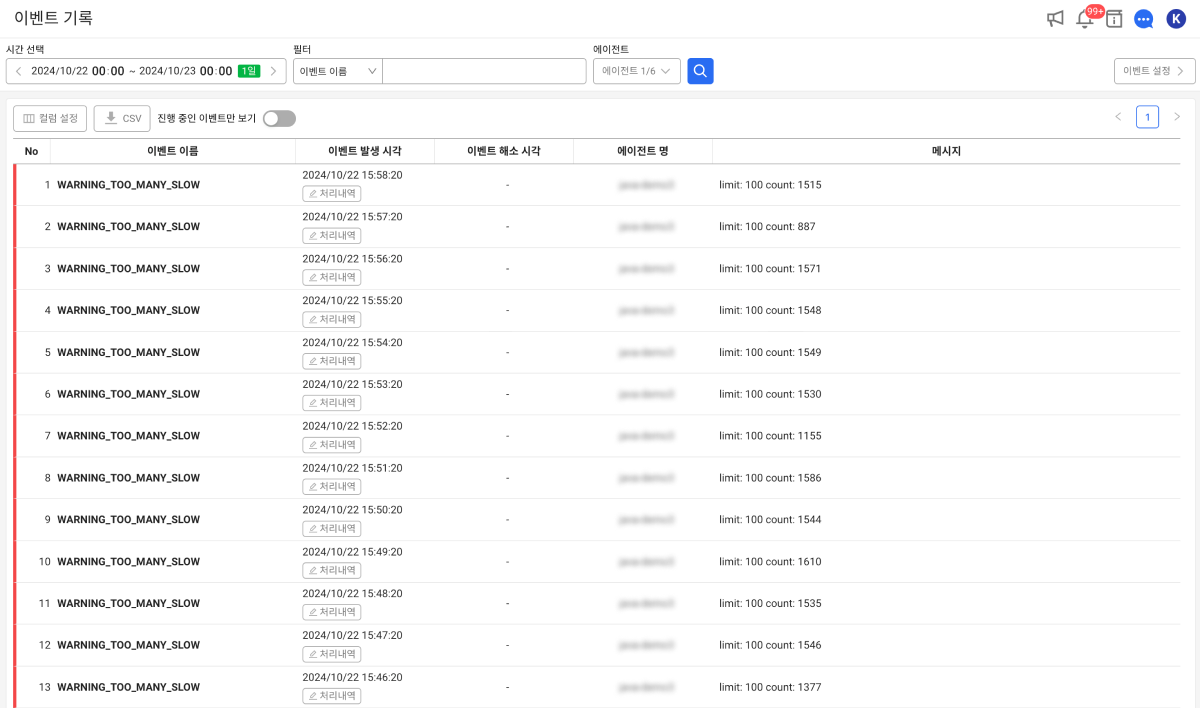 이벤트 기록
99+
K
시간 선택
필터
에이전트
2024/10/22 00:00 ~ 2024/10/23 00:00 1일
이벤트 이름
에이전트 1/6
이벤트 설정
컬럼 설정
CSV
진행 중인 이벤트만 보기
1
No 이벤트 이름 이벤트 발생 시각 이벤트 해소 시각 에이전트 명 메시지
1 WARNING_TOO_MANY_SLOW 2024/10/22 15:58:20 - limit: 100 count: 1515
처리내역
2 WARNING_TOO_MANY_SLOW 2024/10/22 15:57:20 - limit: 100 count: 887
처리내역
3 WARNING_TOO_MANY_SLOW 2024/10/22 15:56:20 - limit: 100 count: 1571
처리내역
4 WARNING_TOO_MANY_SLOW 2024/10/22 15:55:20 - limit: 100 count: 1548
처리내역
5 WARNING_TOO_MANY_SLOW 2024/10/22 15:54:20 - limit: 100 count: 1549
처리내역
6 WARNING_TOO_MANY_SLOW 2024/10/22 15:53:20 - limit: 100 count: 1530
처리내역
7 WARNING_TOO_MANY_SLOW 2024/10/22 15:52:20 - limit: 100 count: 1155
처리내역
8 WARNING_TOO_MANY_SLOW 2024/10/22 15:51:20 - limit: 100 count: 1586
처리내역
9 WARNING_TOO_MANY_SLOW 2024/10/22 15:50:20 - limit: 100 count: 1544
처리내역
10 WARNING_TOO_MANY_SLOW 2024/10/22 15:49:20 - limit: 100 count: 1610
처리내역
11 WARNING_TOO_MANY_SLOW 2024/10/22 15:48:20 - limit: 100 count: 1535
처리내역
12 WARNING_TOO_MANY_SLOW 2024/10/22 15:47:20 - limit: 100 count: 1546
처리내역
13 WARNING_TOO_MANY_SLOW 2024/10/22 15:46:20 - limit: 100 count: 1377
처리내역